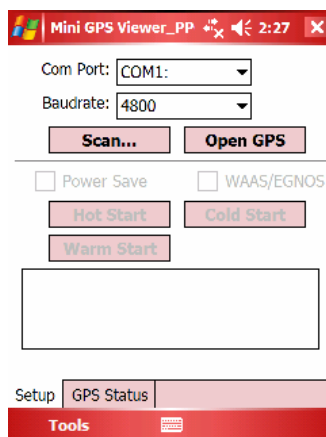 Mini GPS Viewer_PP 2:27
Com Port: COM1:
Baudrate: 4800
Scan... Open GPS
Power Save WAAS/EGNOS
Hot Start Cold Start
Warm Start
Setup GPS Status
Tools